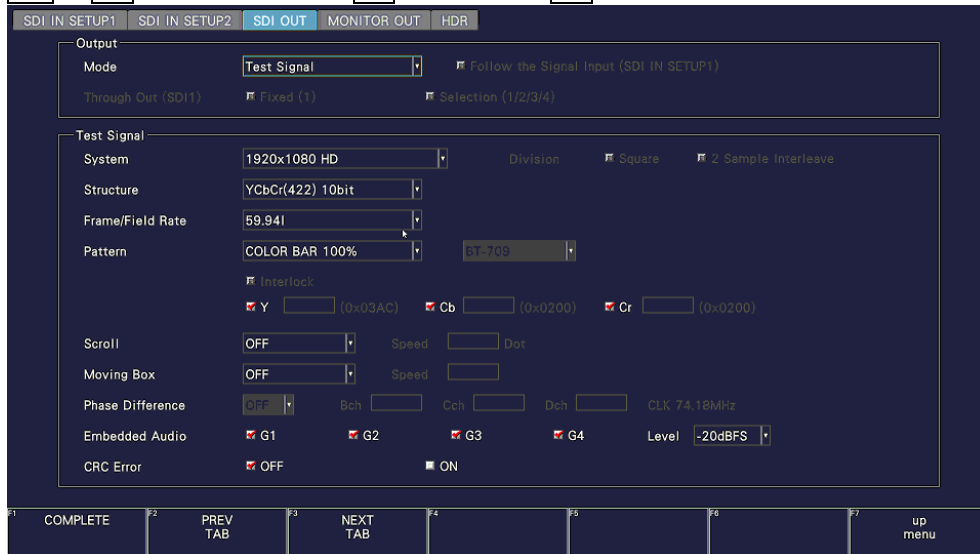 SDI IN SETUP1 SDI IN SETUP2 SDI OUT MONITOR OUT HDR
Output
Mode Test Signal Follow the Signal Input (SDI IN SETUP1)
Through Out (SDI1) Fixed (1) Selection (1/2/3/4)
Test Signal
System 1920x1080 HD Division Square 2 Sample Interleave
Structure YCbCr(422) 10bit
Frame/Field Rate 59.94I
Pattern COLOR BAR 100% BT-709
Interlock
Y (0x03AC) Cb (0x0200) Cr (0x0200)
Scroll OFF Speed Dot
Moving Box OFF Speed
Phase Difference OFF Bch Cch Dch CLK 74.18MHz
Embedded Audio G1 G2 G3 G4 Level -20dBFS
CRC Error OFF ON
F1 COMPLETE F2 PREV TAB F3 NEXT TAB F4 F5 F6 F7 up menu